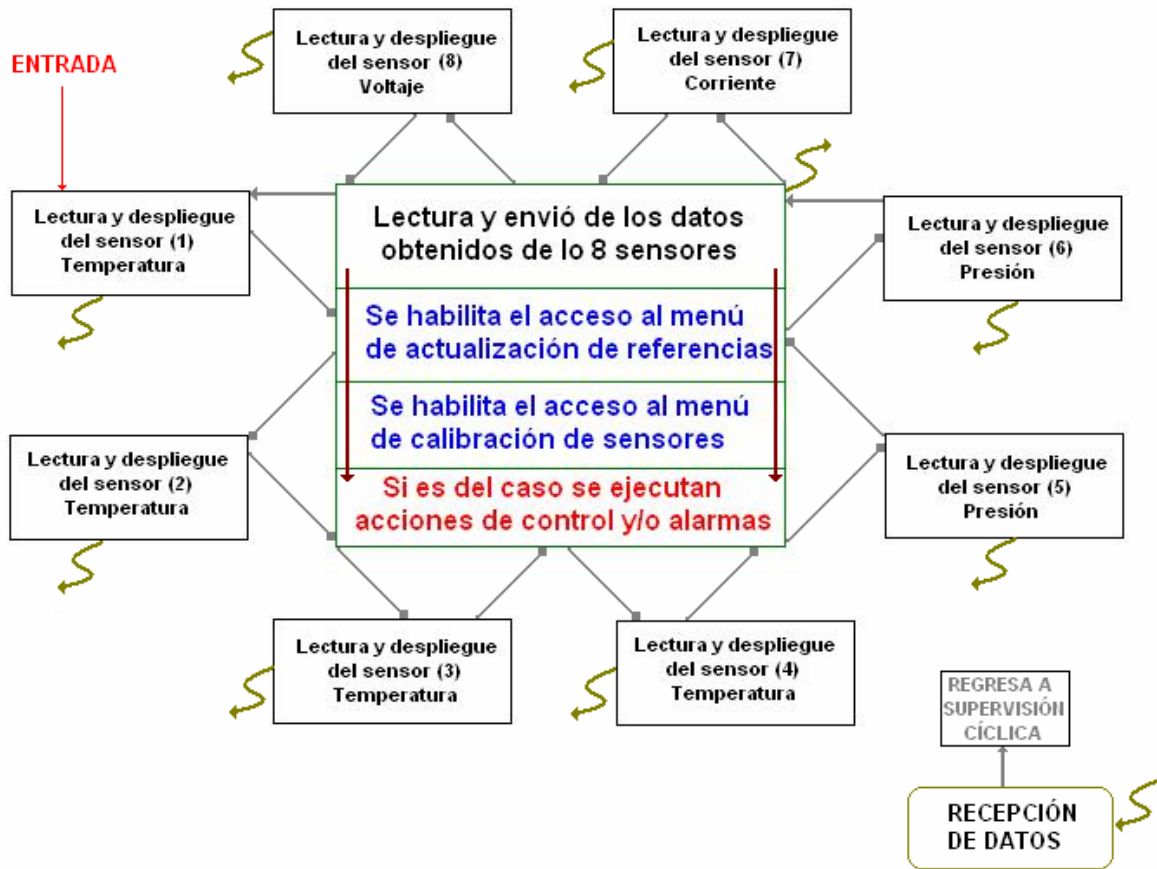 Lectura y despliegue
del sensor (8)
Voltaje
Lectura y despliegue
del sensor (7)
Corriente
ENTRADA
Lectura y despliegue
del sensor (1)
Temperatura
Lectura y envió de los datos
obtenidos de lo 8 sensores
Lectura y despliegue
del sensor (6)
Presión
Se habilita el acceso al menú
de actualización de referencias
Se habilita el acceso al menú
de calibración de sensores
Si es del caso se ejecutan
acciones de control y/o alarmas
Lectura y despliegue
del sensor (2)
Temperatura
Lectura y despliegue
del sensor (5)
Presión
Lectura y despliegue
del sensor (3)
Temperatura
Lectura y despliegue
del sensor (4)
Temperatura
REGRESA A
SUPERVISIÓN
CÍCLICA
RECEPCIÓN
DE DATOS